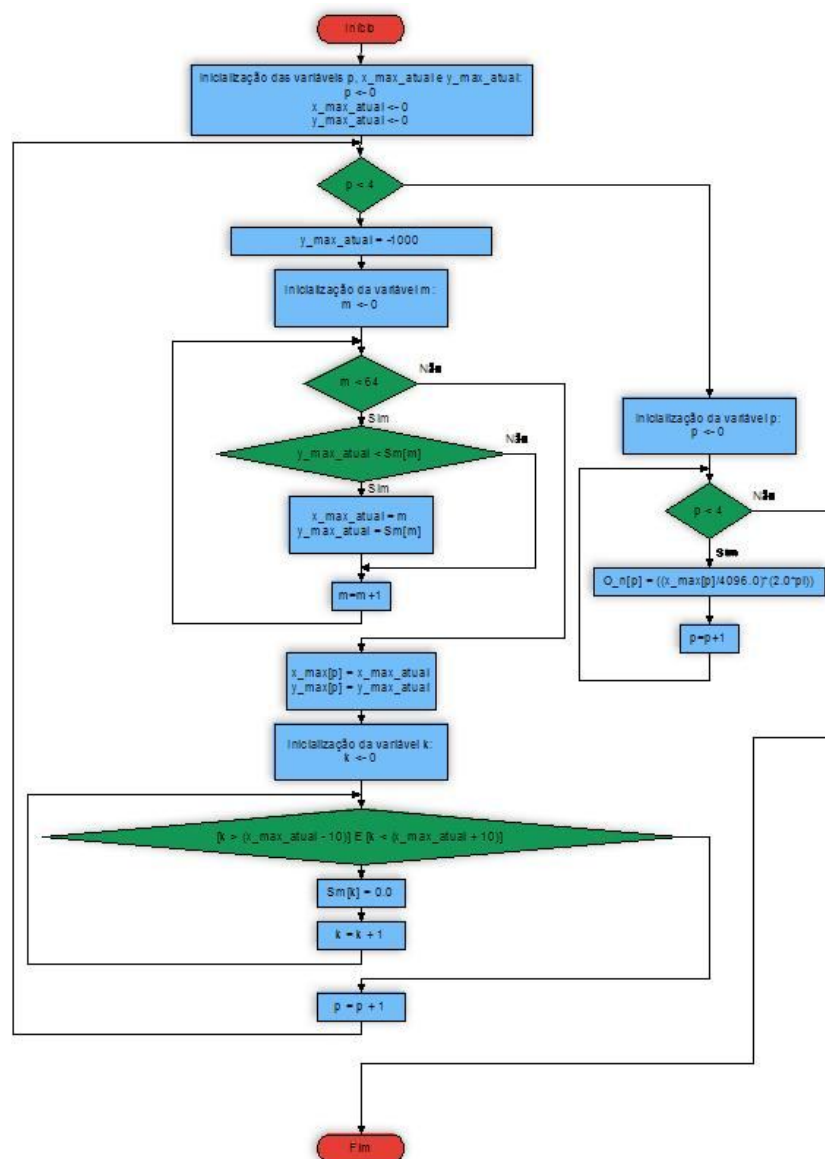 Início
Inicialização das variáveis p, x_max_atual e y_max_atual:
p <- 0
x_max_atual <- 0
y_max_atual <- 0
p < 4
y_max_atual = -1000
Inicialização da variável m:
m <- 0
m < 64
Não
Sim
y_max_atual < Sm[m]
Não
Sim
x_max_atual = m
y_max_atual = Sm[m]
m=m+1
x_max[p] = x_max_atual
y_max[p] = y_max_atual
Inicialização da variável k:
k <- 0
[k > (x_max_atual - 10)] E [k < (x_max_atual + 10)]
Sm[k] = 0.0
k = k + 1
p = p + 1
Inicialização da variável p:
p <- 0
p < 4
Não
Sim
O_n[p] = ((x_max[p]/4096.0)*(2.0*pi))
p=p+1
Fim